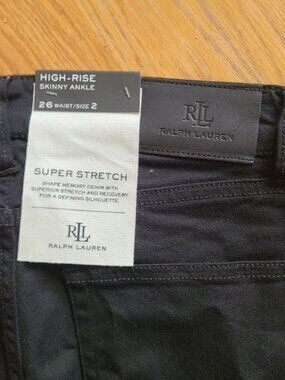 HIGH-RISE
SKINNY ANKLE
26 WAIST/SIZE 2
RLL
RALPH LAUREN
SUPER STRETCH
SHAPE MEMORY DENIM WITH
SUPERIOR STRETCH AND RECOVERY
FOR A DEFINING SILHOUETTE.
RLL
RALPH LAUREN